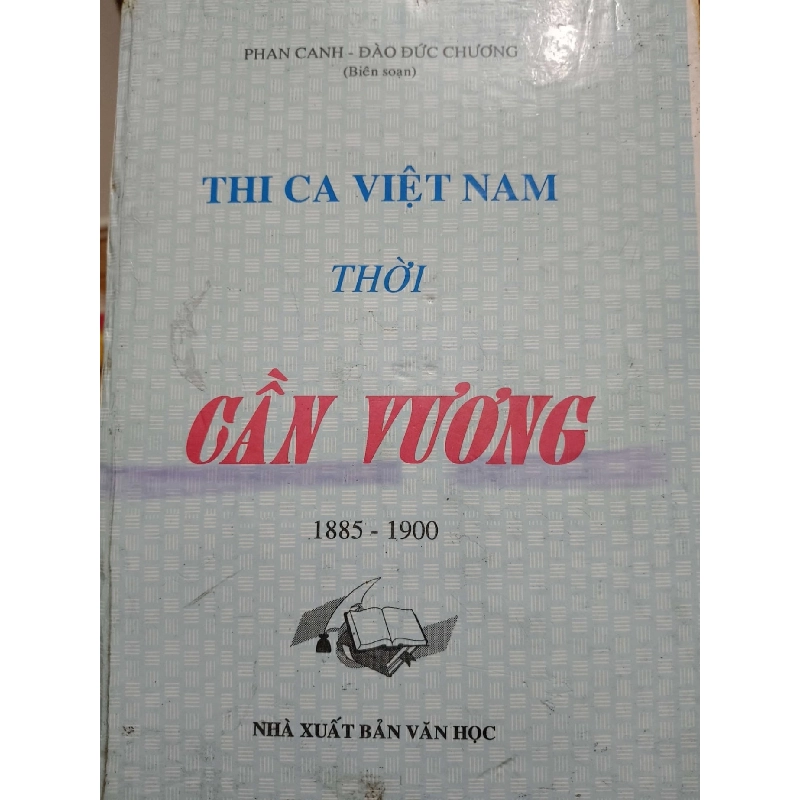 PHAN CANH - ĐÀO ĐỨC CHƯƠNG
(Biên soạn)
THI CA VIỆT NAM
THỜI
CẦN VƯƠNG
1885 - 1900
NHÀ XUẤT BẢN VĂN HỌC